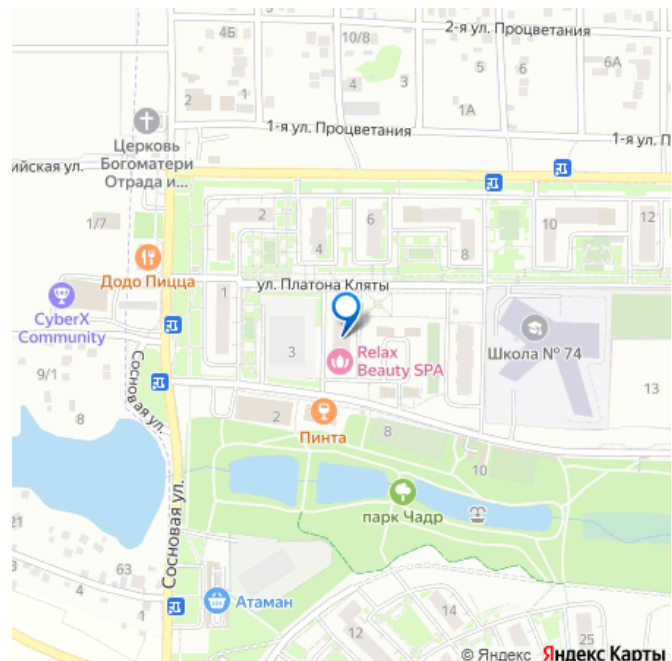 2-я ул. Процветания
4Б
10/8
3
4
5
6
6А
2
1
1А
1-я ул. Процветания
1-я ул. П
Церковь
Богоматери
Отрада и...
ийская ул.
1/7
2
4
6
8
10
12
Додо Пицца
ул. Платона Кляты
1
CyberX
Community
3
Relax
Beauty SPA
Школа № 74
13
9/1
8
Сосновая ул.
2
Пинта
8
10
парк Чадр
21
63
4
1
Сосновая ул.
Атаман
12
14
25
© Яндекс Яндекс Карты